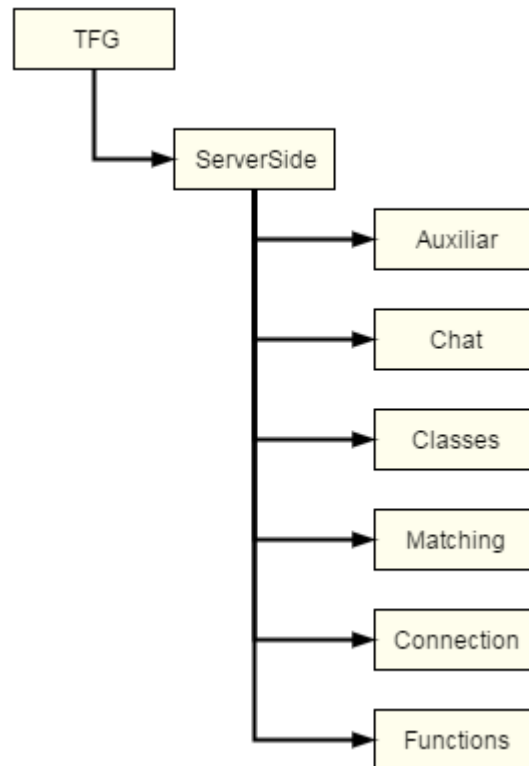 TFG
ServerSide
Auxiliar
Chat
Classes
Matching
Connection
Functions